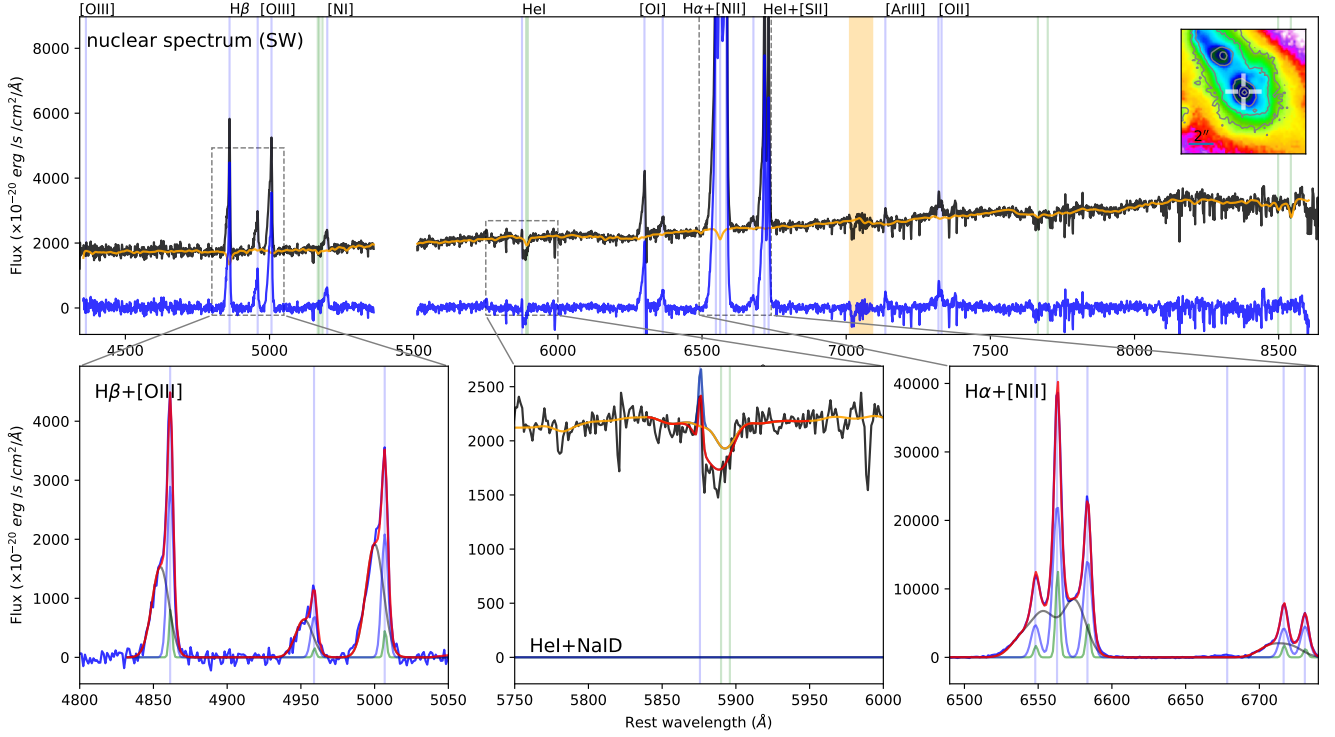 [OIII] Hβ [OIII] [NI] HeI [OI] Hα+[NII] HeI+[SII] [ArIII] [OII]
nuclear spectrum (SW)
2"
Flux (×10⁻²⁰ erg /s /cm²/Å)
8000
6000
4000
2000
0
4500 5000 5500 6000 6500 7000 7500 8000 8500
Hβ+[OIII]
Flux (×10⁻²⁰ erg /s /cm²/Å)
4000
3000
2000
1000
0
4800 4850 4900 4950 5000 5050
HeI+NaID
2500
2000
1500
1000
500
0
5750 5800 5850 5900 5950 6000
Rest wavelength (Å)
Hα+[NII]
40000
30000
20000
10000
0
6500 6550 6600 6650 6700